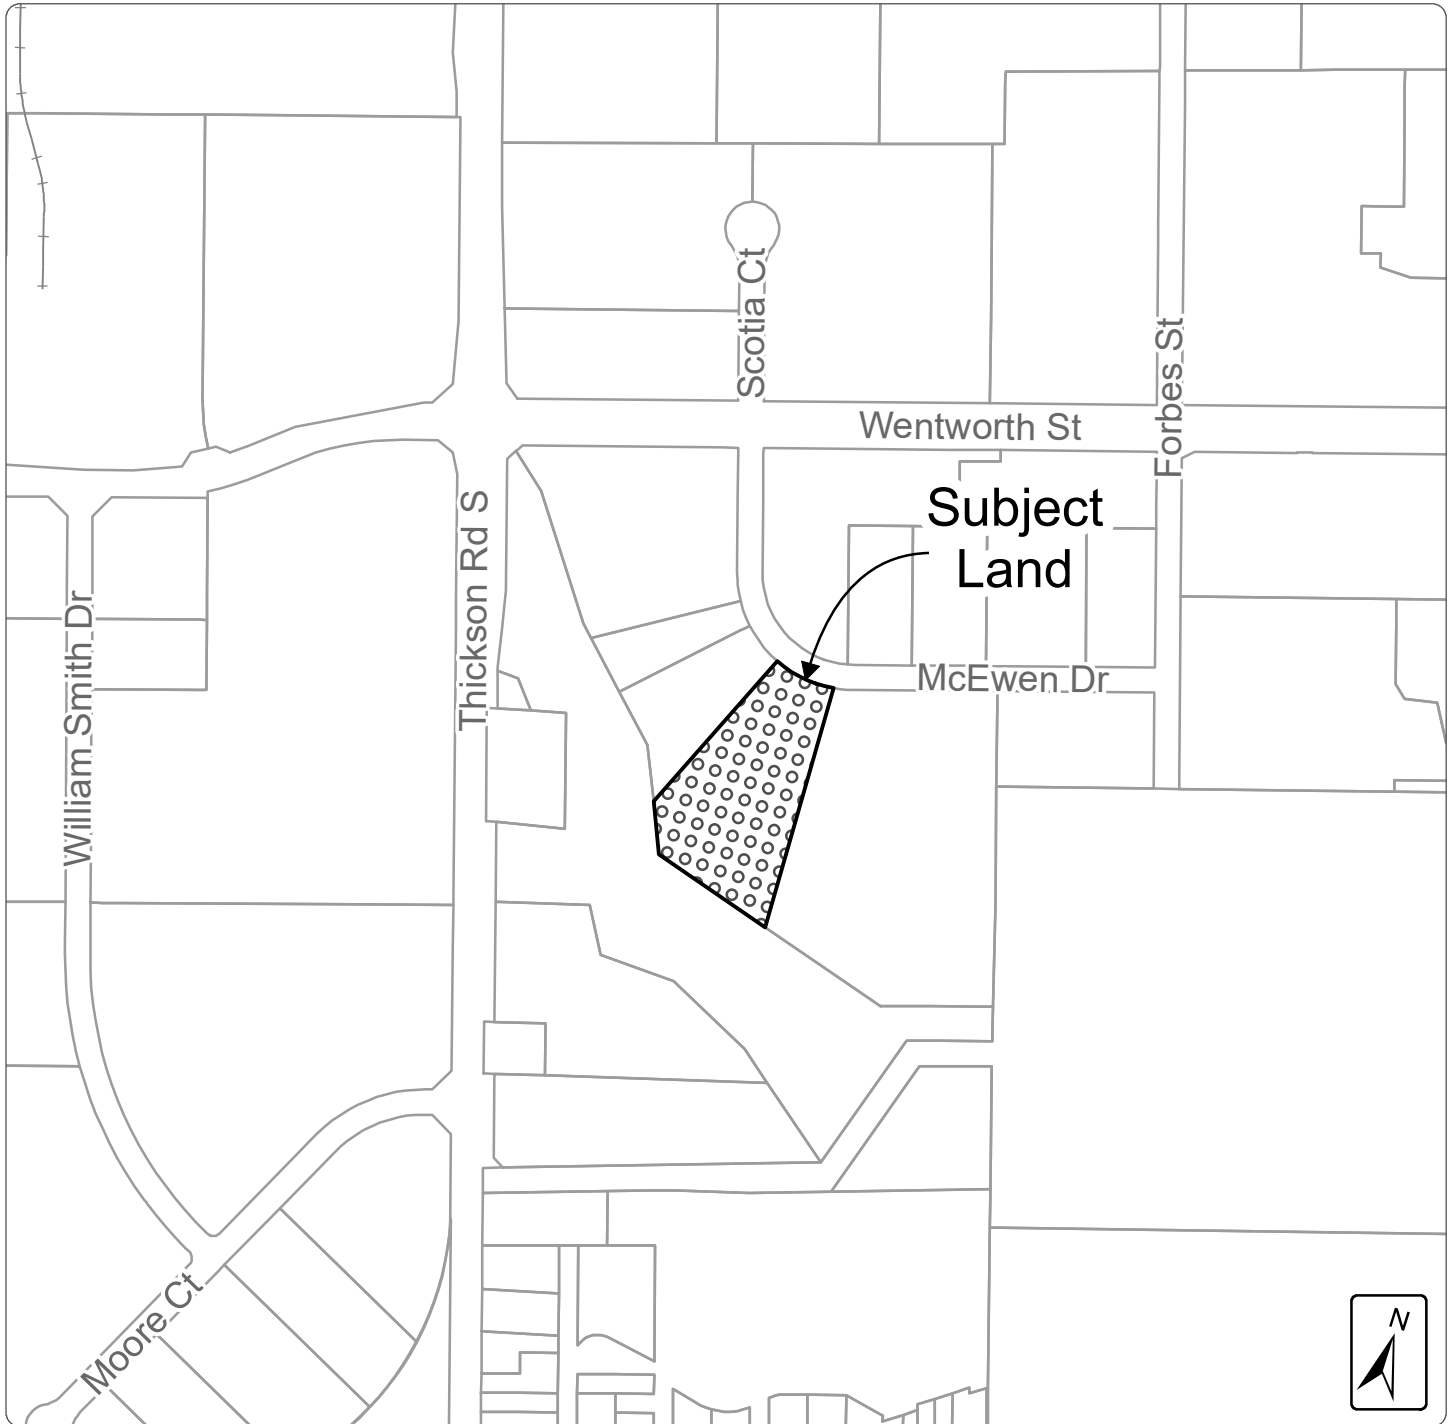 Scotia Ct
Forbes St
Wentworth St
Subject
Land
Thickson Rd S
William Smith Dr
McEwen Dr
Moore Ct
N